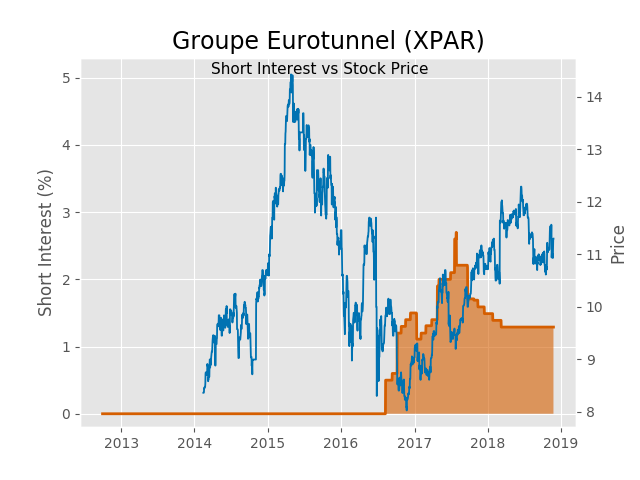 Groupe Eurotunnel (XPAR)
Short Interest vs Stock Price
Short Interest (%)
5
4
3
2
1
0
14
13
12
11
10
9
8
Price
2013 2014 2015 2016 2017 2018 2019